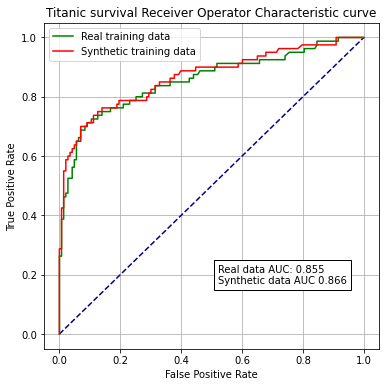 Titanic survival Receiver Operator Characteristic curve
Real training data
Synthetic training data
True Positive Rate
1.0
0.8
0.6
0.4
0.2
0.0
Real data AUC: 0.855
Synthetic data AUC 0.866
0.0 0.2 0.4 0.6 0.8 1.0
False Positive Rate